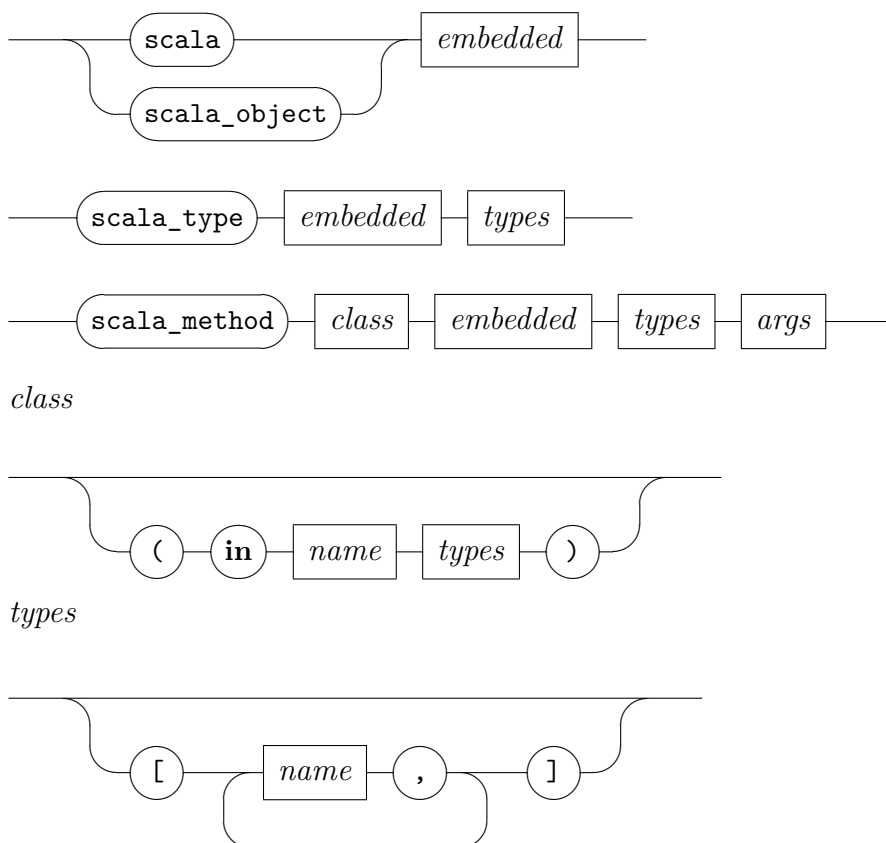 scala embedded
scala_object
scala_type embedded types
scala_method class embedded types args
class
( in name types )
types
[ name , ]